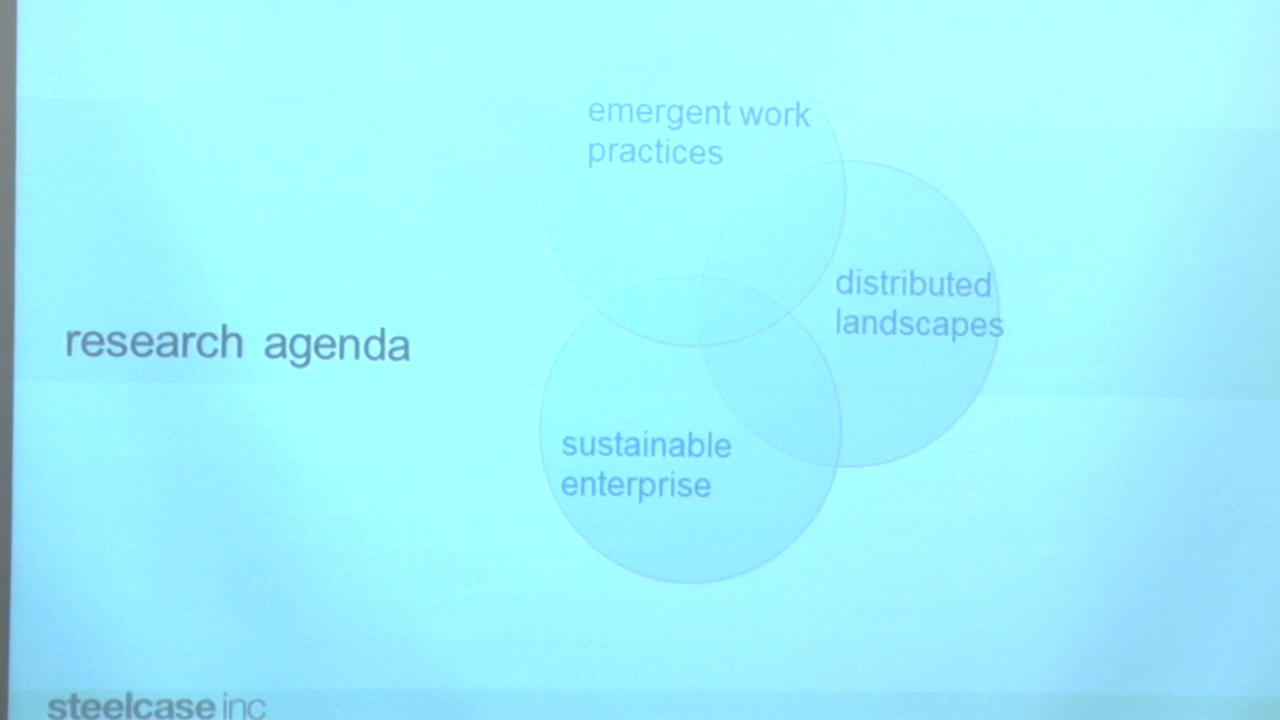 emergent work
practices
distributed
landscapes
research agenda
sustainable
enterprise
steelcase inc